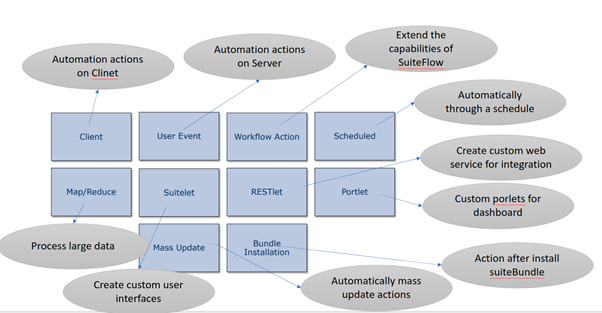 Automation actions
on Clinet
Automation actions
on Server
Extend the
capabilities of
SuiteFlow
Automatically
through a schedule
Client
User Event
Workflow Action
Scheduled
Create custom web
service for integration
Map/Reduce
Suitelet
RESTlet
Portlet
Custom porlets for
dashboard
Process large data
Mass Update
Bundle
Installation
Action after install
suiteBundle
Create custom user
interfaces
Automatically mass
update actions